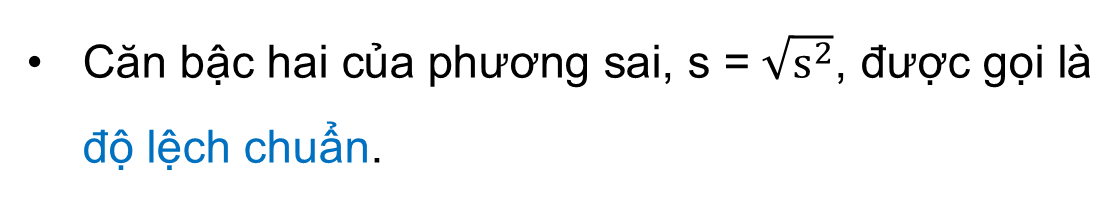 • Căn bậc hai của phương sai, s = √s², được gọi là
độ lệch chuẩn.